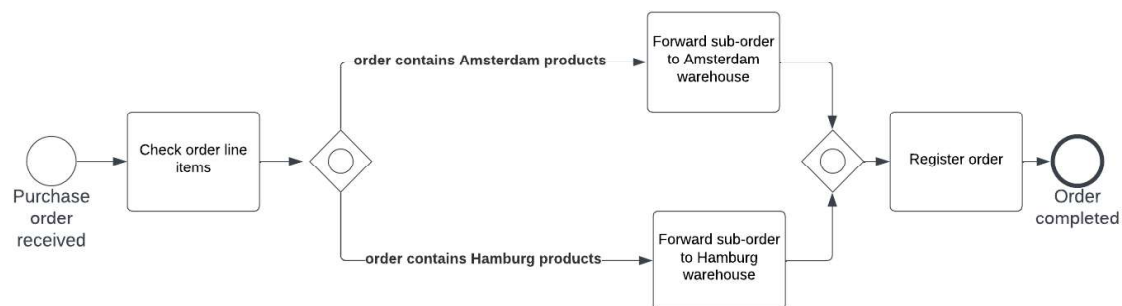 Purchase
order
received
Check order line
items
order contains Amsterdam products
Forward sub-order
to Amsterdam
warehouse
order contains Hamburg products
Forward sub-order
to Hamburg
warehouse
Register order
Order
completed